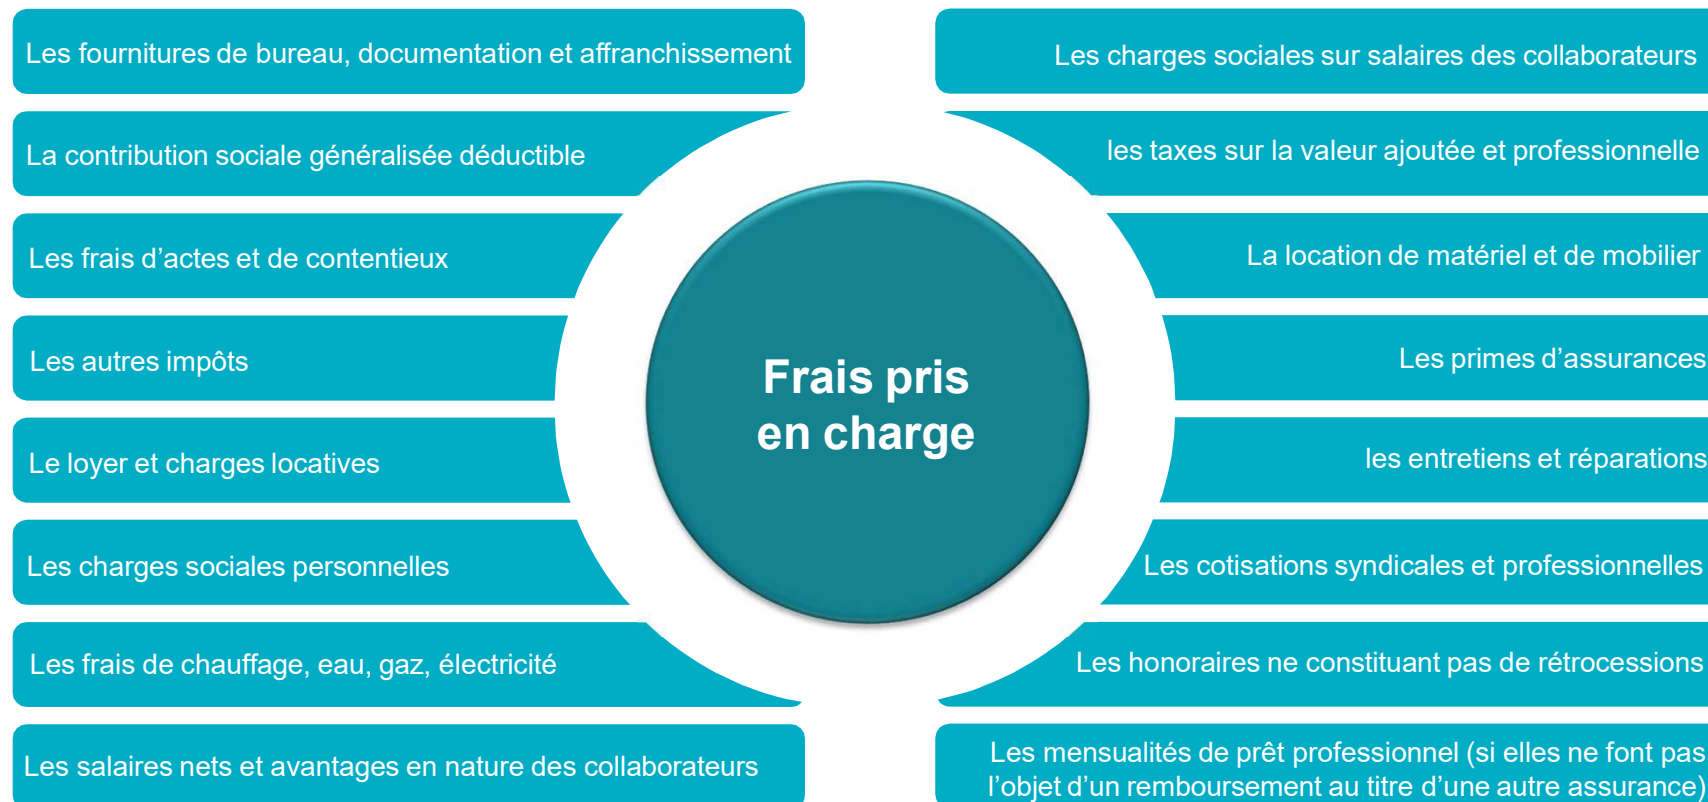 Les fournitures de bureau, documentation et affranchissement
La contribution sociale généralisée déductible
Les frais d’actes et de contentieux
Les autres impôts
Le loyer et charges locatives
Les charges sociales personnelles
Les frais de chauffage, eau, gaz, électricité
Les salaires nets et avantages en nature des collaborateurs
Frais pris
en charge
Les charges sociales sur salaires des collaborateurs
les taxes sur la valeur ajoutée et professionnelle
La location de matériel et de mobilier
Les primes d’assurances
les entretiens et réparations
Les cotisations syndicales et professionnelles
Les honoraires ne constituant pas de rétrocessions
Les mensualités de prêt professionnel (si elles ne font pas
l’objet d’un remboursement au titre d’une autre assurance)